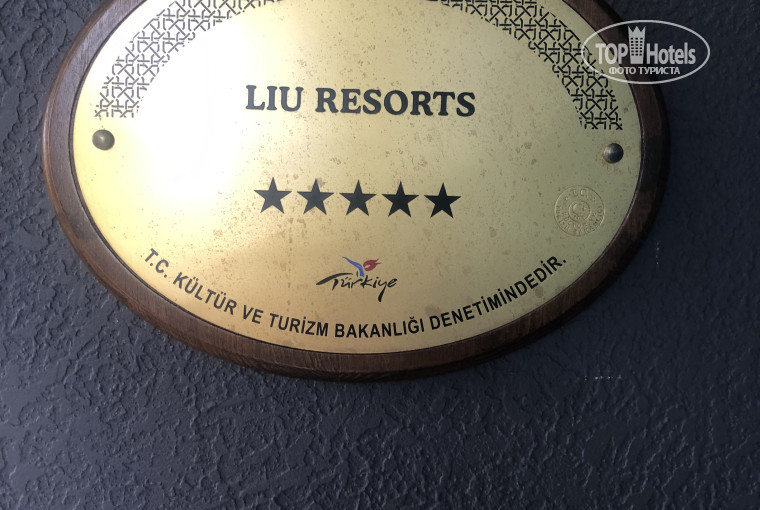 TOP Hotels
ФОТО ТУРИСТА
LIU RESORTS
Türkiye
T.C. KÜLTÜR VE TURİZM BAKANLIĞI DENETİMİNDEDİR.